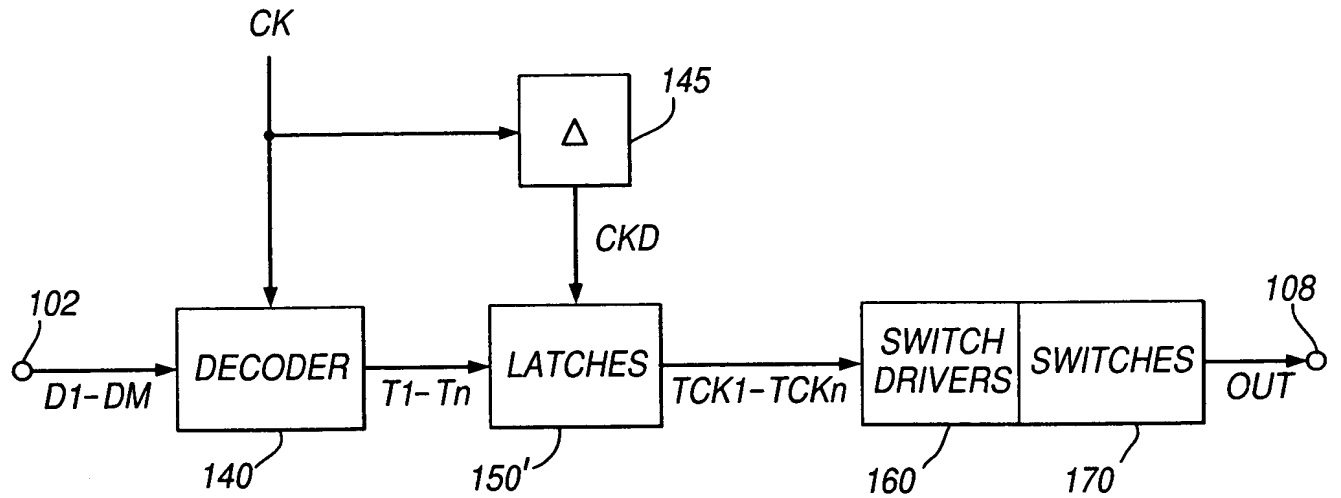 CK
145
Δ
CKD
102
108
DECODER
LATCHES
SWITCH
DRIVERS
SWITCHES
D1–DM
T1–Tn
TCK1–TCKn
OUT
140
150'
160
170